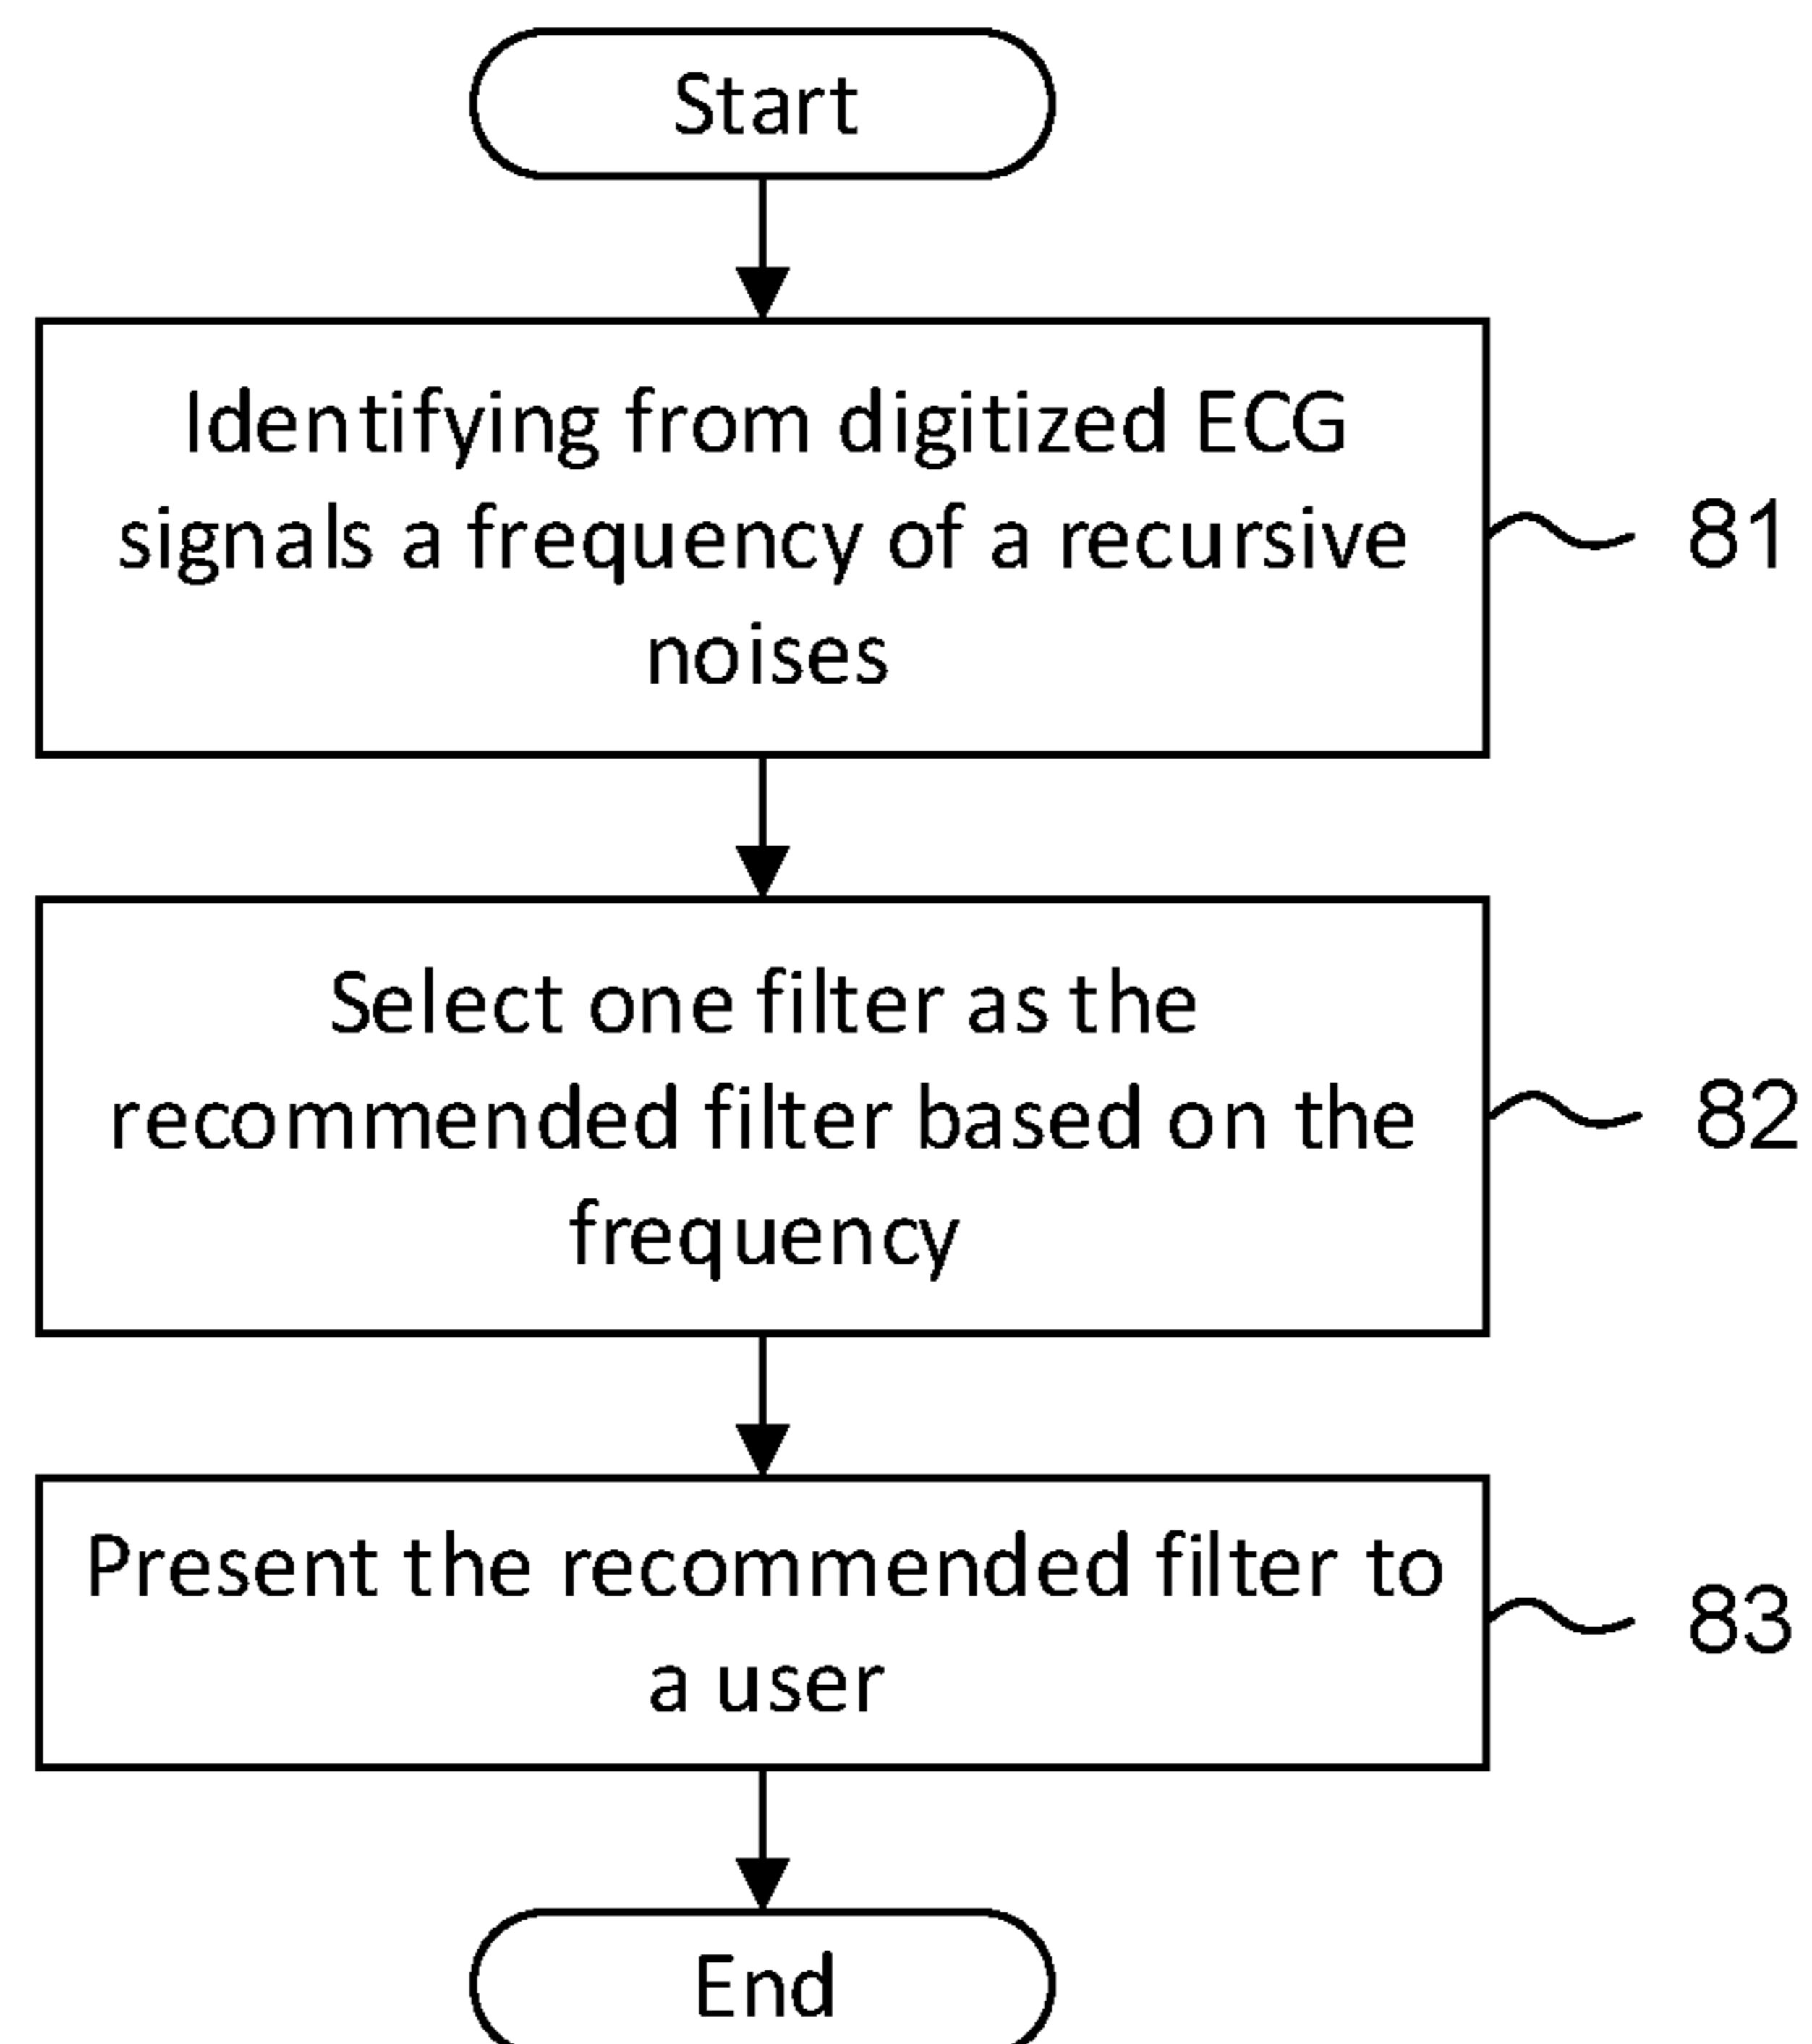 Start
Identifying from digitized ECG
signals a frequency of a recursive
noises
81
Select one filter as the
recommended filter based on the
frequency
82
Present the recommended filter to
a user
83
End